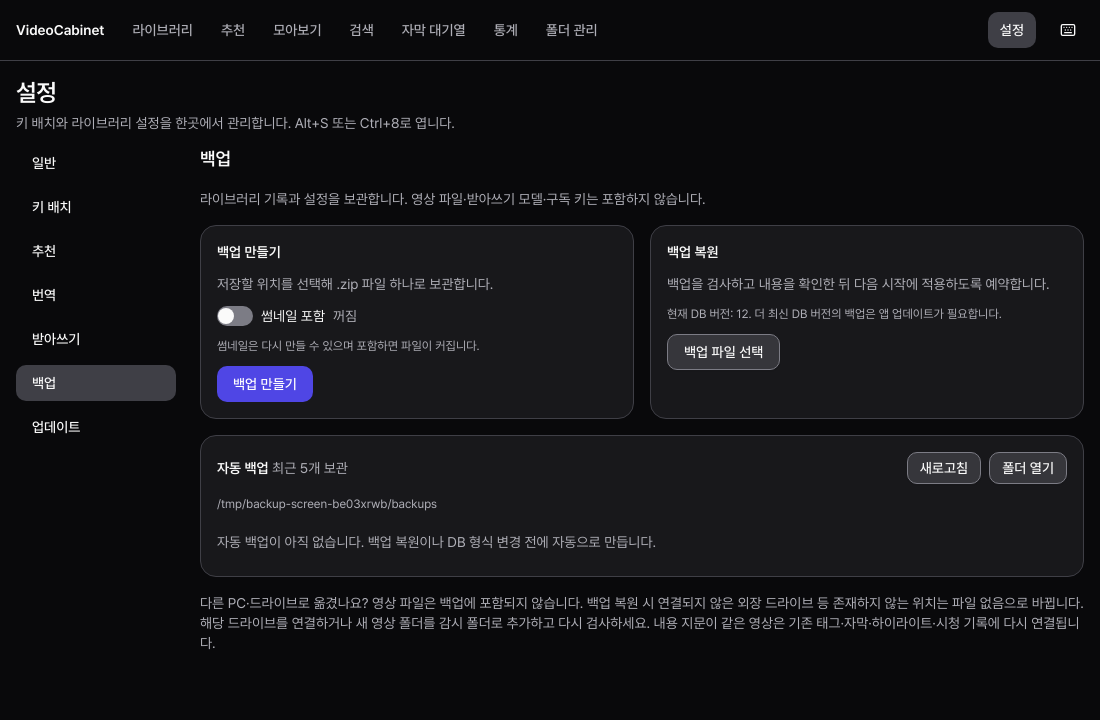 VideoCabinet 라이브러리 추천 모아보기 검색 자막 대기열 통계 폴더 관리 설정
설정
키 배치와 라이브러리 설정을 한곳에서 관리합니다. Alt+S 또는 Ctrl+8로 엽니다.
일반
키 배치
추천
번역
받아쓰기
백업
업데이트
백업
라이브러리 기록과 설정을 보관합니다. 영상 파일·받아쓰기 모델·구독 키는 포함하지 않습니다.
백업 만들기
저장할 위치를 선택해 .zip 파일 하나로 보관합니다.
썸네일 포함 꺼짐
썸네일은 다시 만들 수 있으며 포함하면 파일이 커집니다.
백업 만들기
백업 복원
백업을 검사하고 내용을 확인한 뒤 다음 시작에 적용하도록 예약합니다.
현재 DB 버전: 12. 더 최신 DB 버전의 백업은 앱 업데이트가 필요합니다.
백업 파일 선택
자동 백업 최근 5개 보관 새로고침 폴더 열기
/tmp/backup-screen-be03xrwb/backups
자동 백업이 아직 없습니다. 백업 복원이나 DB 형식 변경 전에 자동으로 만듭니다.
다른 PC·드라이브로 옮겼나요? 영상 파일은 백업에 포함되지 않습니다. 백업 복원 시 연결되지 않은 외장 드라이브 등 존재하지 않는 위치는 파일 없음으로 바뀝니다.
해당 드라이브를 연결하거나 새 영상 폴더를 감시 폴더로 추가하고 다시 검사하세요. 내용 지문이 같은 영상은 기존 태그·자막·하이라이트·시청 기록에 다시 연결됩니
다.